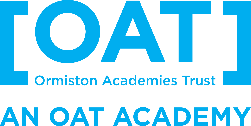 [OAT]
Ormiston Academies Trust
AN OAT ACADEMY